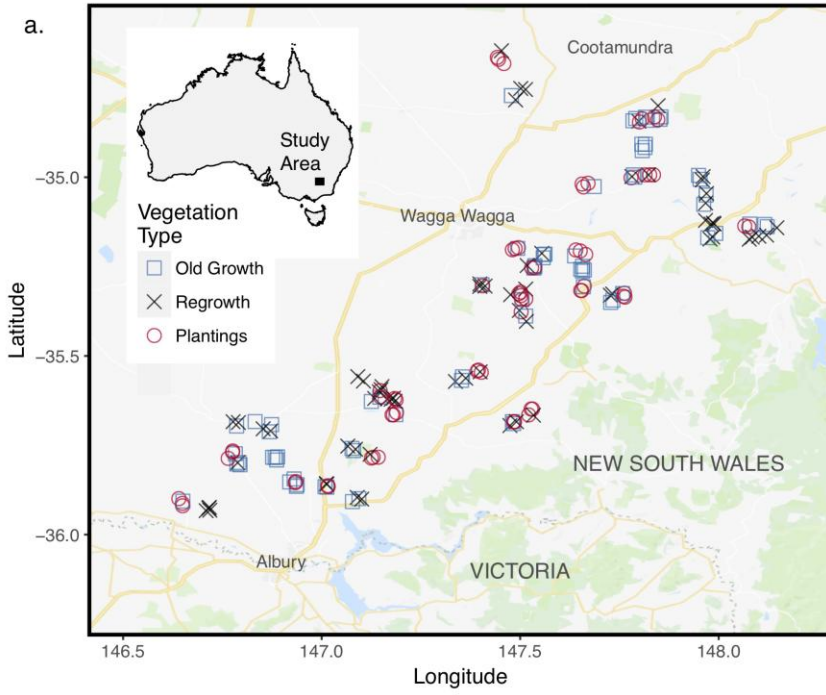 a.
Cootamundra
Study
Area
−35.0
Vegetation
Type
Wagga Wagga
Old Growth
Regrowth
Plantings
Latitude
−35.5
NEW SOUTH WALES
−36.0
Albury
VICTORIA
146.5
147.0
147.5
148.0
Longitude